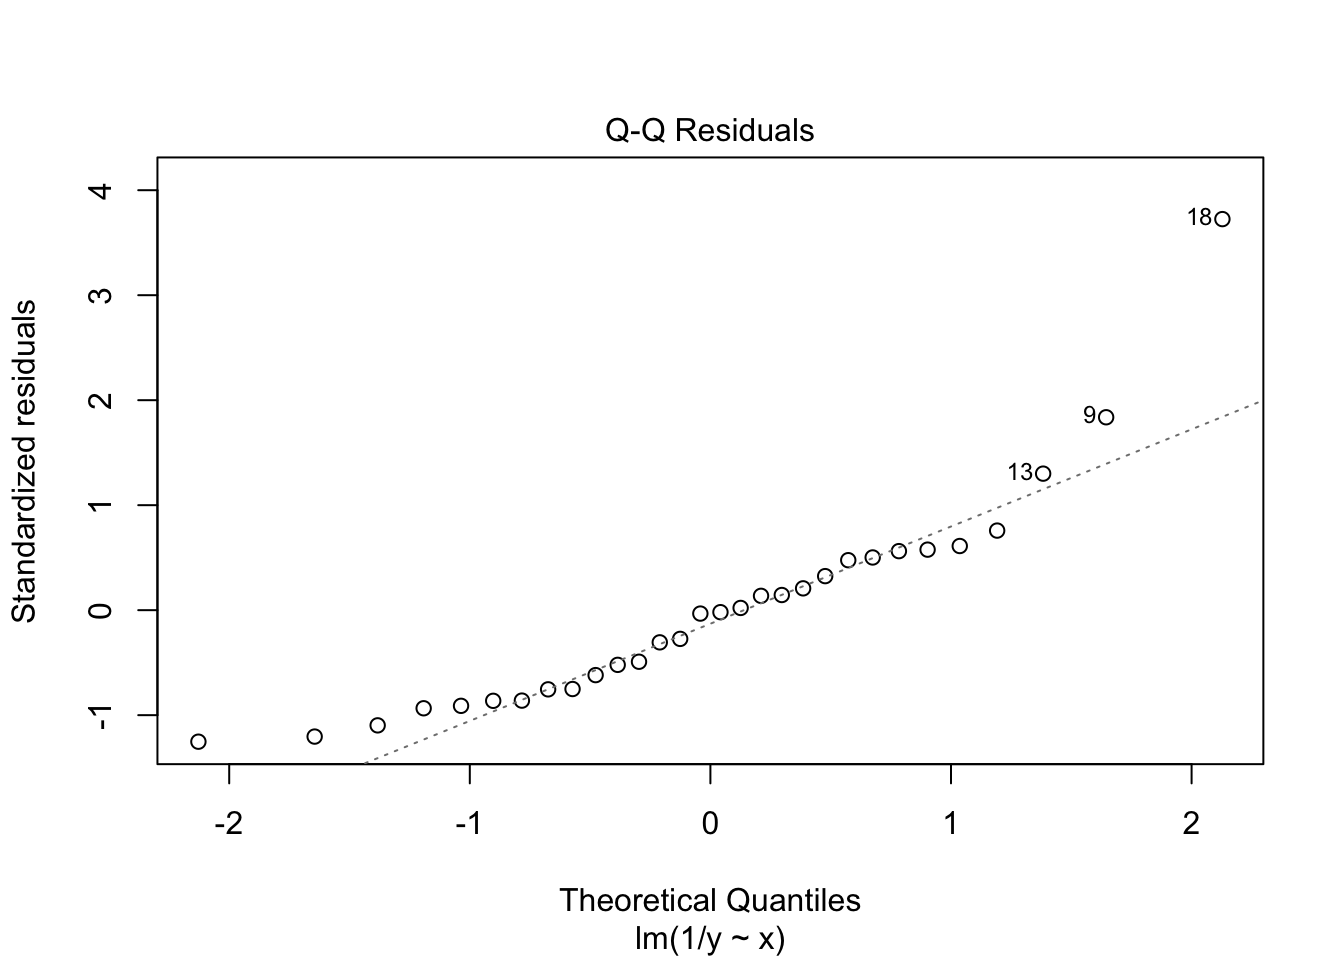 Q-Q Residuals
Standardized residuals
4
3
2
1
0
-1
18
9
13
-2 -1 0 1 2
Theoretical Quantiles
lm(1/y ~ x)